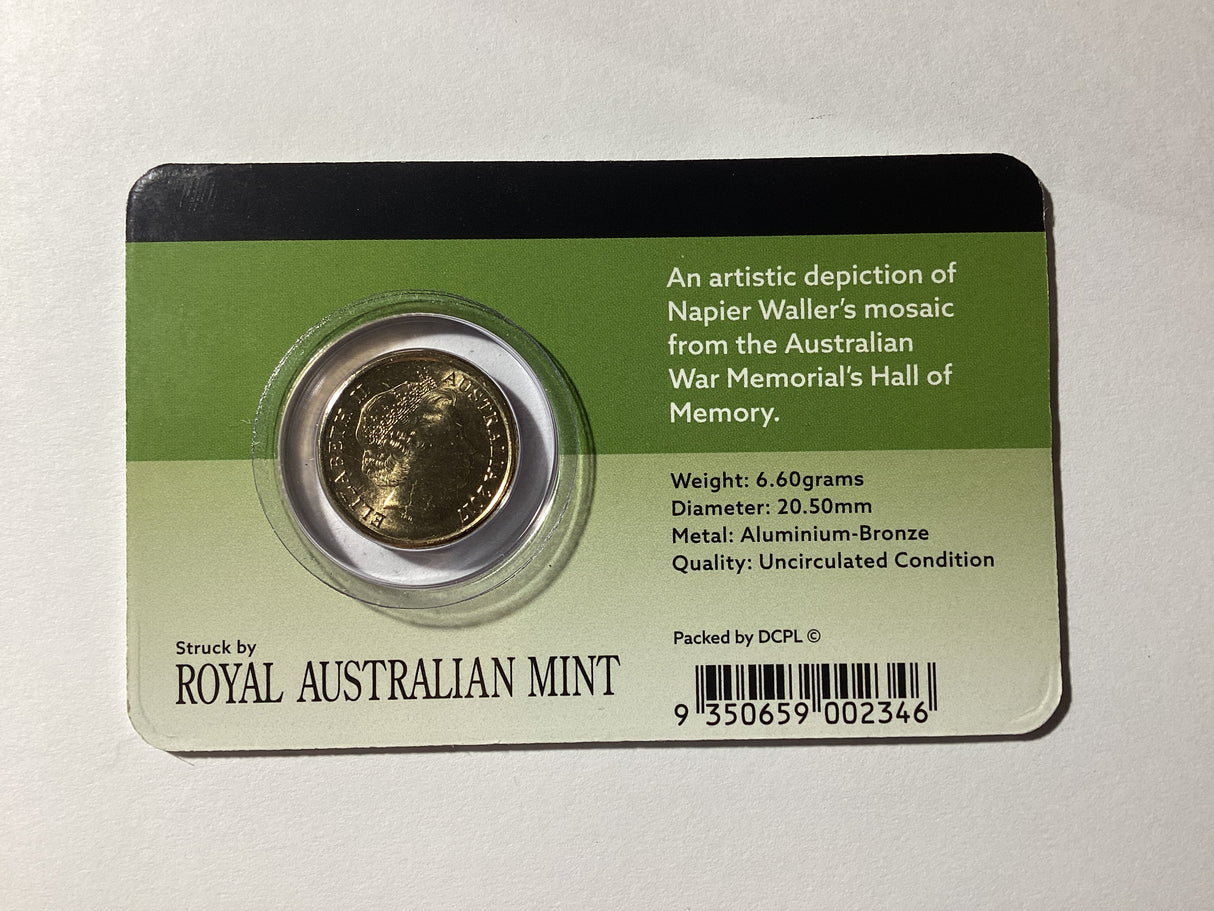 ELIZABETH II
AUSTRALIA 2017
An artistic depiction of
Napier Waller's mosaic
from the Australian
War Memorial's Hall of
Memory.
Weight: 6.60grams
Diameter: 20.50mm
Metal: Aluminium-Bronze
Quality: Uncirculated Condition
Struck by
ROYAL AUSTRALIAN MINT
Packed by DCPL ©
9 350659 002346